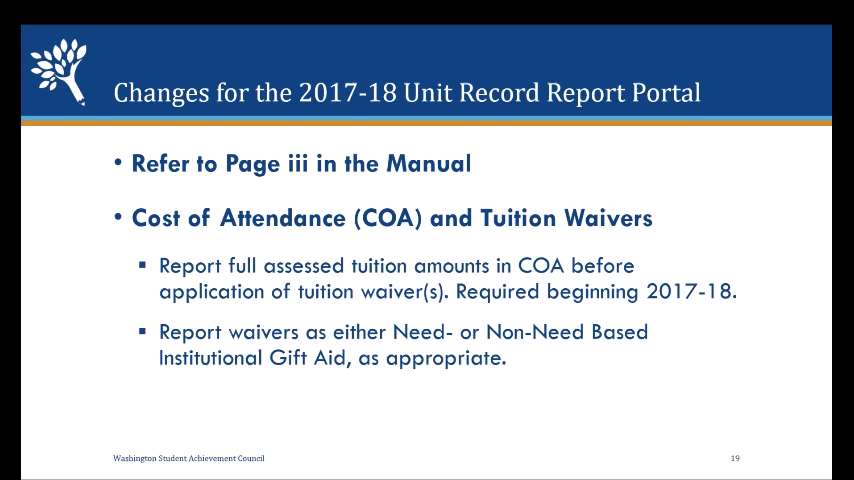 Changes for the 2017-18 Unit Record Report Portal
• Refer to Page iii in the Manual
• Cost of Attendance (COA) and Tuition Waivers
▪ Report full assessed tuition amounts in COA before
application of tuition waiver(s). Required beginning 2017-18.
▪ Report waivers as either Need- or Non-Need Based
Institutional Gift Aid, as appropriate.
Washington Student Achievement Council
19